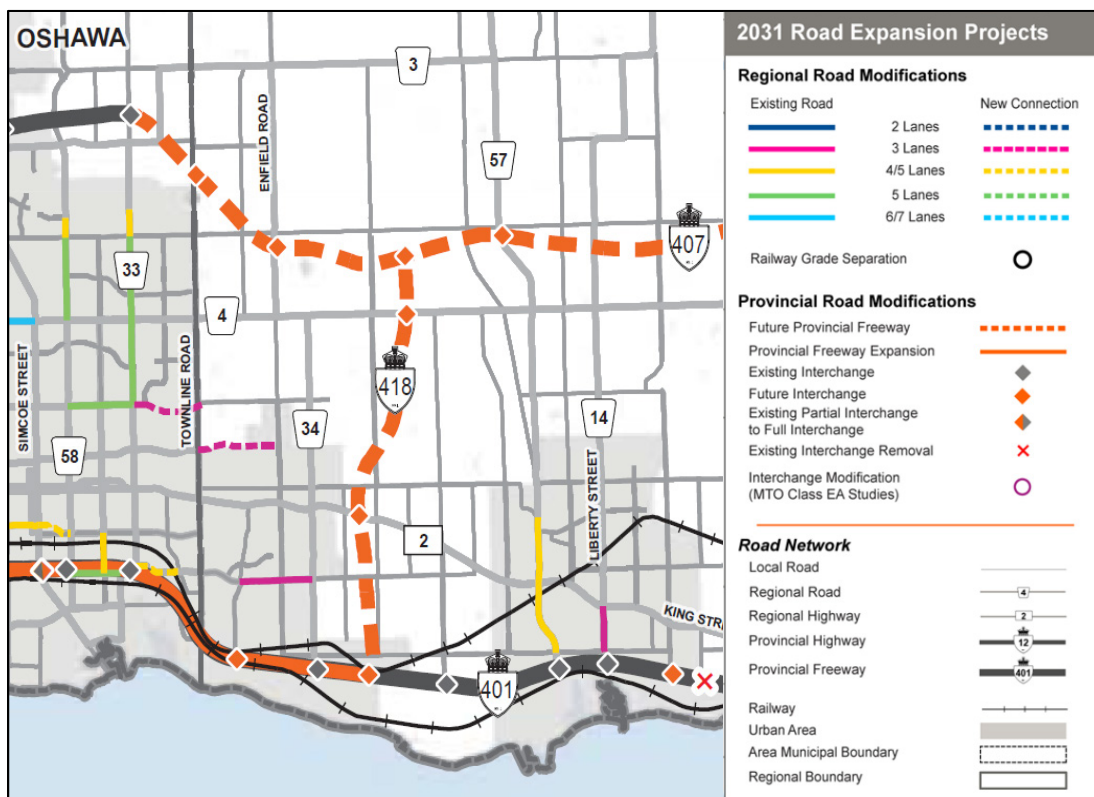 OSHAWA
3
ENFIELD ROAD
57
407
33
4
SIMCOE STREET
TOWNLINE ROAD
418
34
14
58
LIBERTY STREET
2
KING STR
401
2031 Road Expansion Projects
Regional Road Modifications
Existing Road New Connection
2 Lanes
3 Lanes
4/5 Lanes
5 Lanes
6/7 Lanes
Railway Grade Separation
Provincial Road Modifications
Future Provincial Freeway
Provincial Freeway Expansion
Existing Interchange
Future Interchange
Existing Partial Interchange
to Full Interchange
Existing Interchange Removal
Interchange Modification
(MTO Class EA Studies)
Road Network
Local Road
Regional Road 4
Regional Highway 2
Provincial Highway 12
Provincial Freeway 401
Railway
Urban Area
Area Municipal Boundary
Regional Boundary